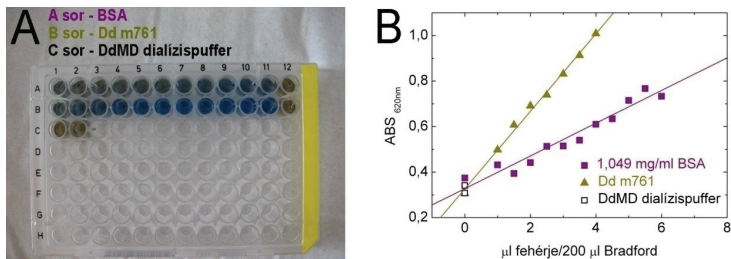 A
A sor - BSA
B sor - Dd m761
C sor - DdMD dialízispuffer
1 2 3 4 5 6 7 8 9 10 11 12
A
B
C
D
E
F
G
H
B
ABS 620nm
1,0
0,8
0,6
0,4
0,2
1,049 mg/ml BSA
Dd m761
DdMD dialízispuffer
0 2 4 6 8
μl fehérje/200 μl Bradford